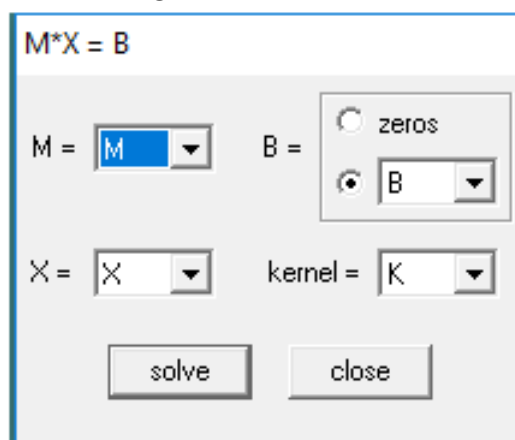 M*X = B
zeros
M = M B = B
X = X kernel = K
solve close